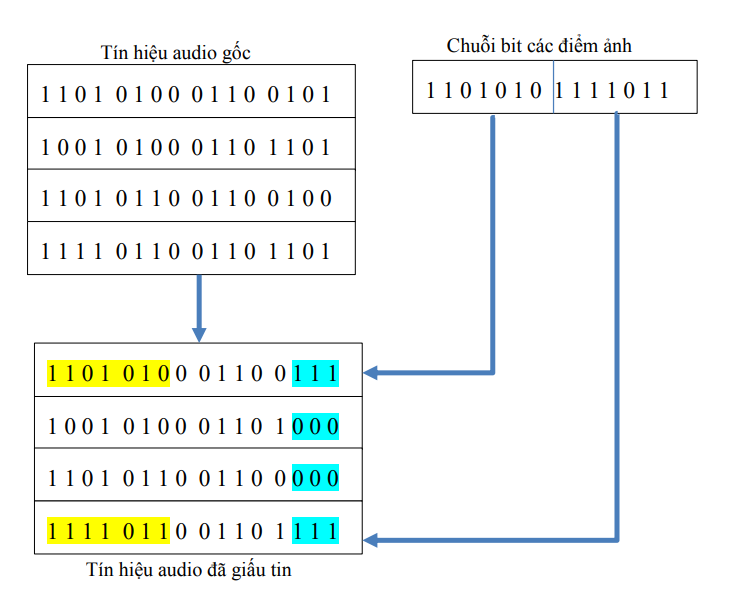 Tín hiệu audio gốc
Chuỗi bit các điểm ảnh
1 1 0 1 0 1 0 0 0 1 1 0 0 1 0 1
1 1 0 1 0 1 0 1 1 1 1 0 1 1
1 0 0 1 0 1 0 0 0 1 1 0 1 1 0 1
1 1 0 1 0 1 1 0 0 1 1 0 0 1 0 0
1 1 1 1 0 1 1 0 0 1 1 0 1 1 0 1
1 1 0 1 0 1 0 0 0 1 1 0 0 1 1 1
1 0 0 1 0 1 0 0 0 1 1 0 1 0 0 0
1 1 0 1 0 1 1 0 0 1 1 0 0 0 0 0
1 1 1 1 0 1 1 0 0 1 1 0 1 1 1 1
Tín hiệu audio đã giấu tin